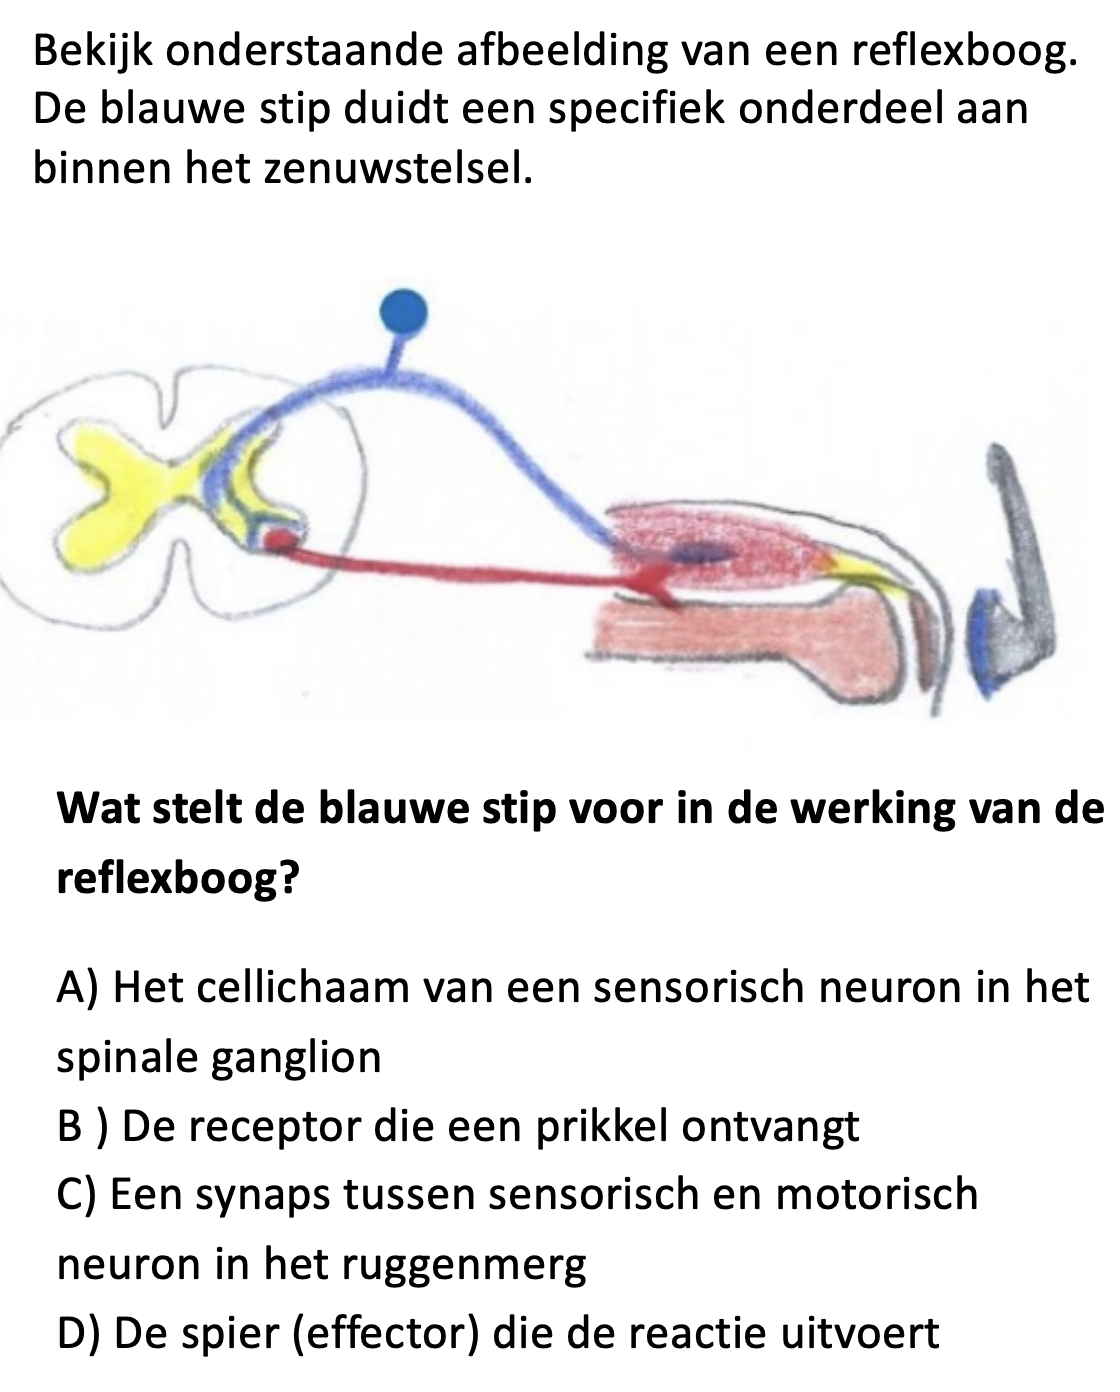 Bekijk onderstaande afbeelding van een reflexboog.
De blauwe stip duidt een specifiek onderdeel aan
binnen het zenuwstelsel.
Wat stelt de blauwe stip voor in de werking van de
reflexboog?
A) Het cellichaam van een sensorisch neuron in het
spinale ganglion
B ) De receptor die een prikkel ontvangt
C) Een synaps tussen sensorisch en motorisch
neuron in het ruggenmerg
D) De spier (effector) die de reactie uitvoert